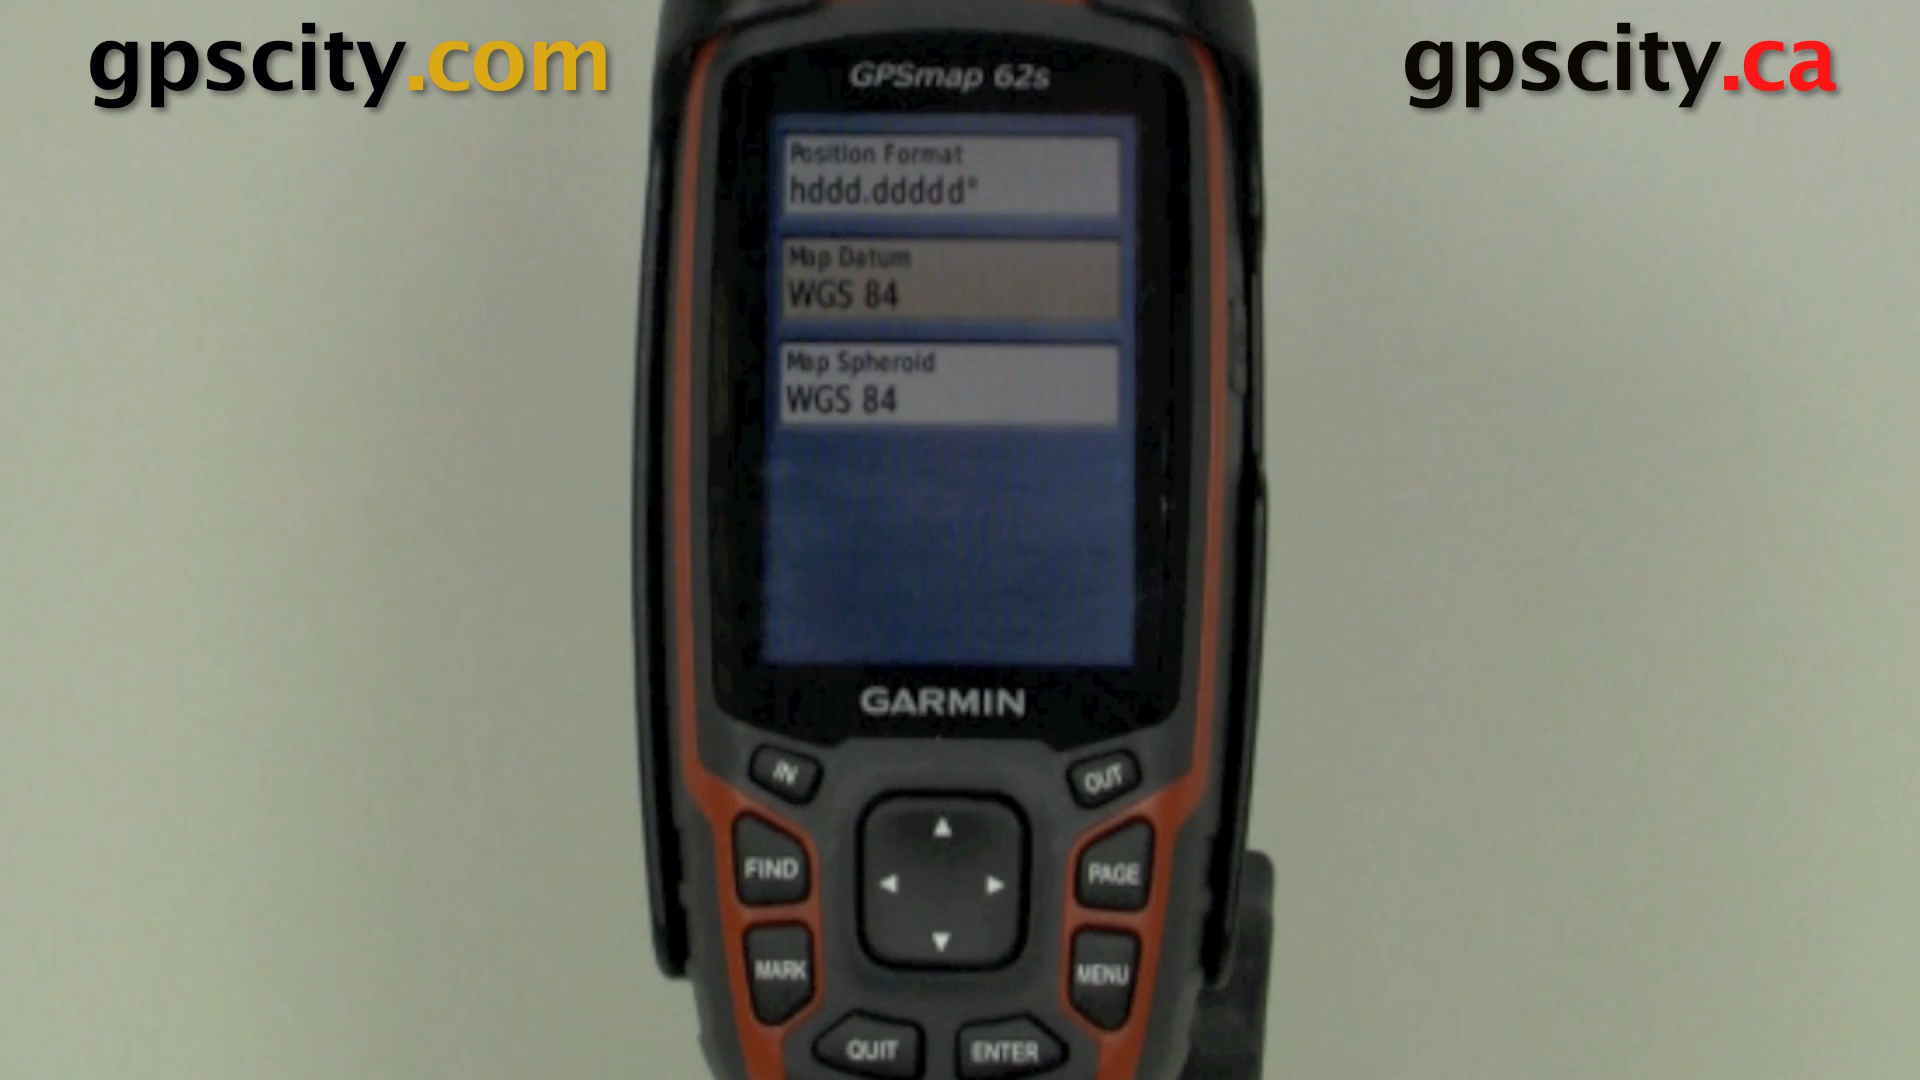 gpscity.com
gpscity.ca
GPSmap 62s
Position Format
hddd.ddddd°
Map Datum
WGS 84
Map Spheroid
WGS 84
GARMIN
IN
OUT
FIND
PAGE
MARK
MENU
QUIT
ENTER